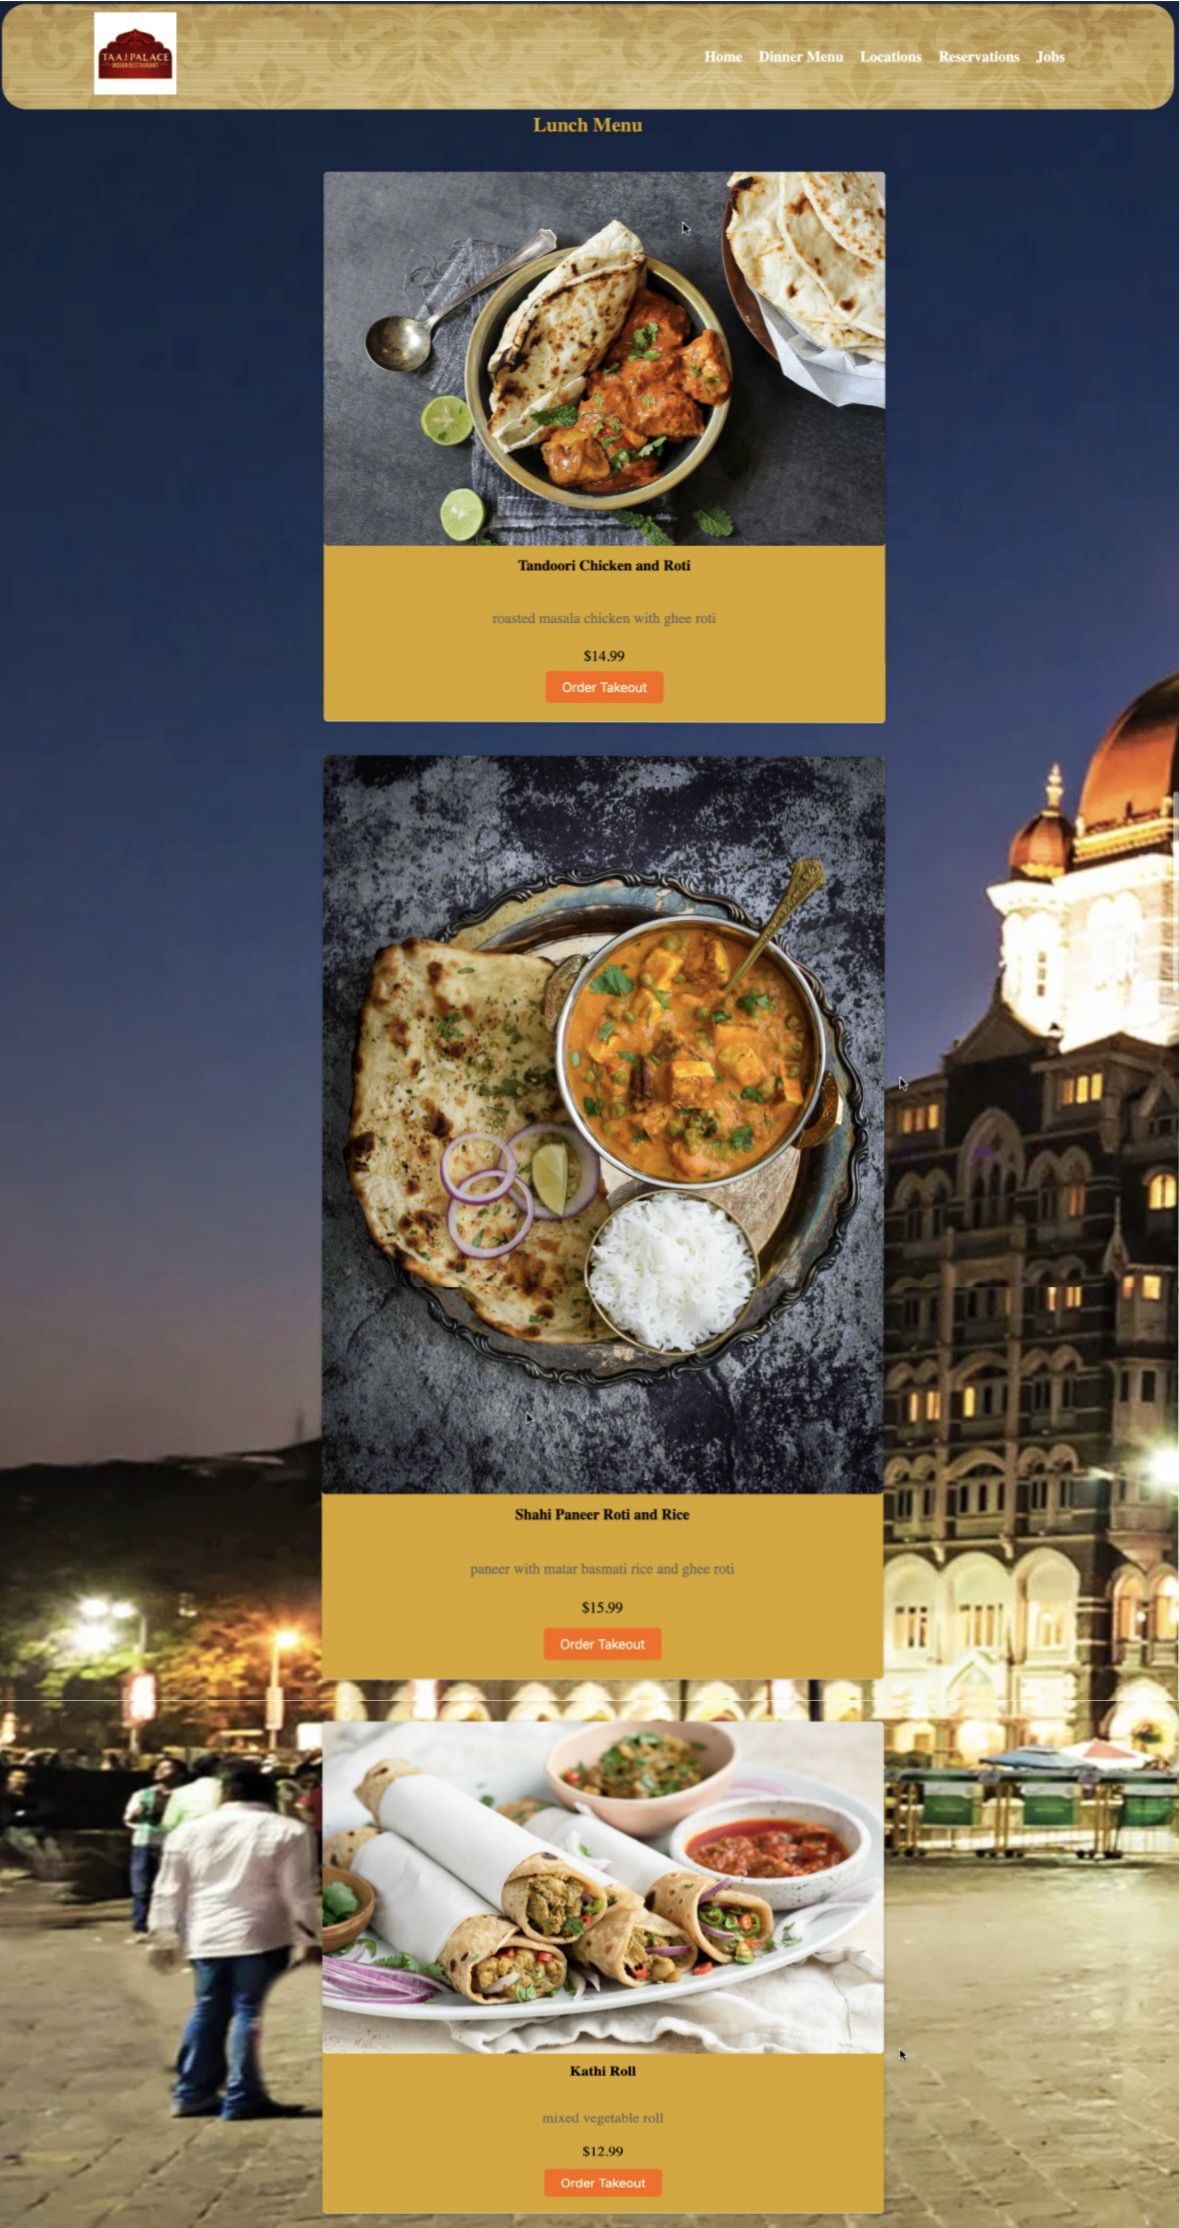 TAAJ PALACE
INDIAN RESTAURANT
Home Dinner Menu Locations Reservations Jobs
Lunch Menu
Tandoori Chicken and Roti
roasted masala chicken with ghee roti
$14.99
Order Takeout
Shahi Paneer Roti and Rice
paneer with matar basmati rice and ghee roti
$15.99
Order Takeout
Kathi Roll
mixed vegetable roll
$12.99
Order Takeout